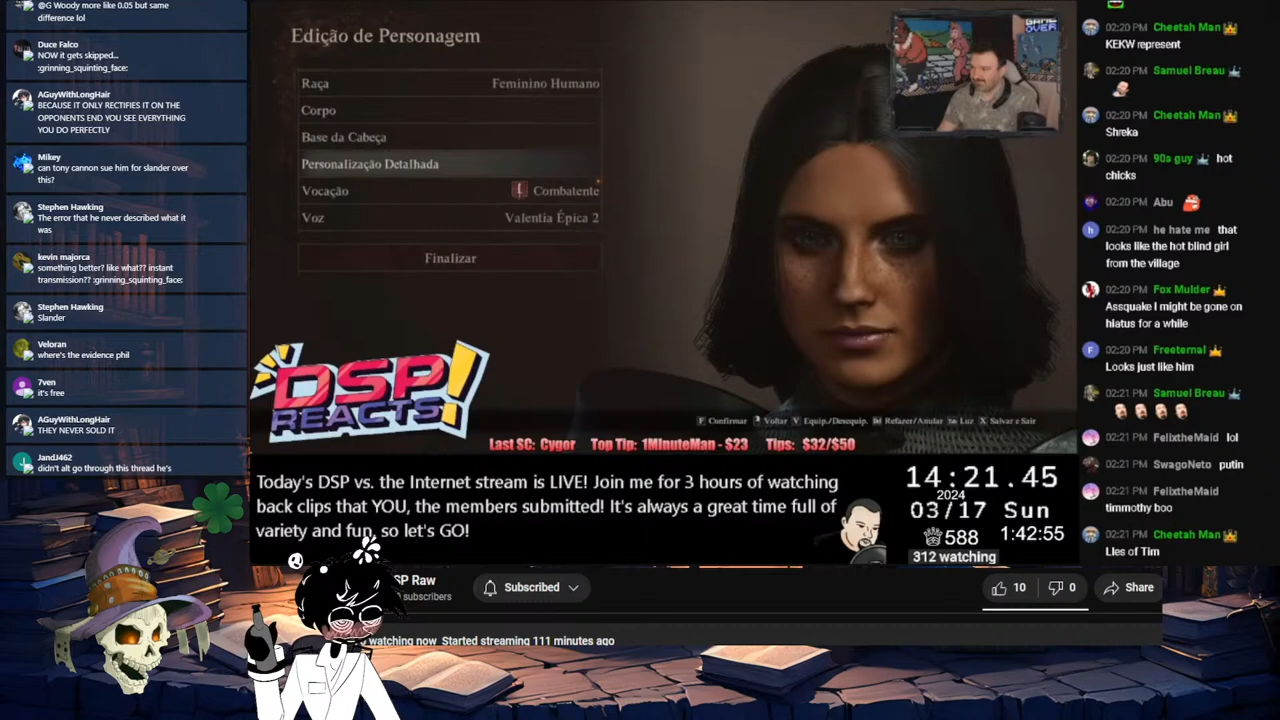 @G Woody more like 0.05 but same
difference lol
Duce Falco
NOW it gets skipped...
:grinning_squinting_face:
AGuyWithLongHair
BECAUSE IT ONLY RECTIFIES IT ON THE
OPPONENTS END YOU SEE EVERYTHING
YOU DO PERFECTLY
Mikey
can tony cannon sue him for slander over
this?
Stephen Hawking
The error that he never described what it
was
kevin majorca
something better? like what?? instant
transmission?? :grinning_squinting_face:
Stephen Hawking
Slander
Veloran
where's the evidence phil
7ven
it's free
AGuyWithLongHair
THEY NEVER SOLD IT
JandJ462
didn't alt go through this thread he's
Edição de Personagem
Raça Feminino Humano
Corpo
Base da Cabeça
Personalização Detalhada
Vocação Combatente
Voz Valentia Épica 2
Finalizar
GAME
OVER
F Confirmar Voltar V Equip./Desequip. Refazer/Anular Luz X Salvar e Sair
DSP
REACTS!
Last SC: Cygor Top Tip: 1MinuteMan - $23 Tips: $32/$50
Today's DSP vs. the Internet stream is LIVE! Join me for 3 hours of watching
back clips that YOU, the members submitted! It's always a great time full of
variety and fun, so let's GO!
14:21.45
2024
03/17 Sun
588 1:42:55
312 watching
SP Raw
subscribers
Subscribed
10 0 Share
watching now Started streaming 111 minutes ago
02:20 PM Cheetah Man
KEKW represent
02:20 PM Samuel Breau
02:20 PM Cheetah Man
Shreka
02:20 PM 90s guy hot
chicks
02:20 PM Abu
02:20 PM he hate me that
looks like the hot blind girl
from the village
02:20 PM Fox Mulder
Assquake I might be gone on
hiatus for a while
02:20 PM Freeternal
Looks just like him
02:21 PM Samuel Breau
02:21 PM FelixtheMaid lol
02:21 PM SwagoNeto putin
02:21 PM FelixtheMaid
timmothy boo
02:21 PM Cheetah Man
LIes of Tim